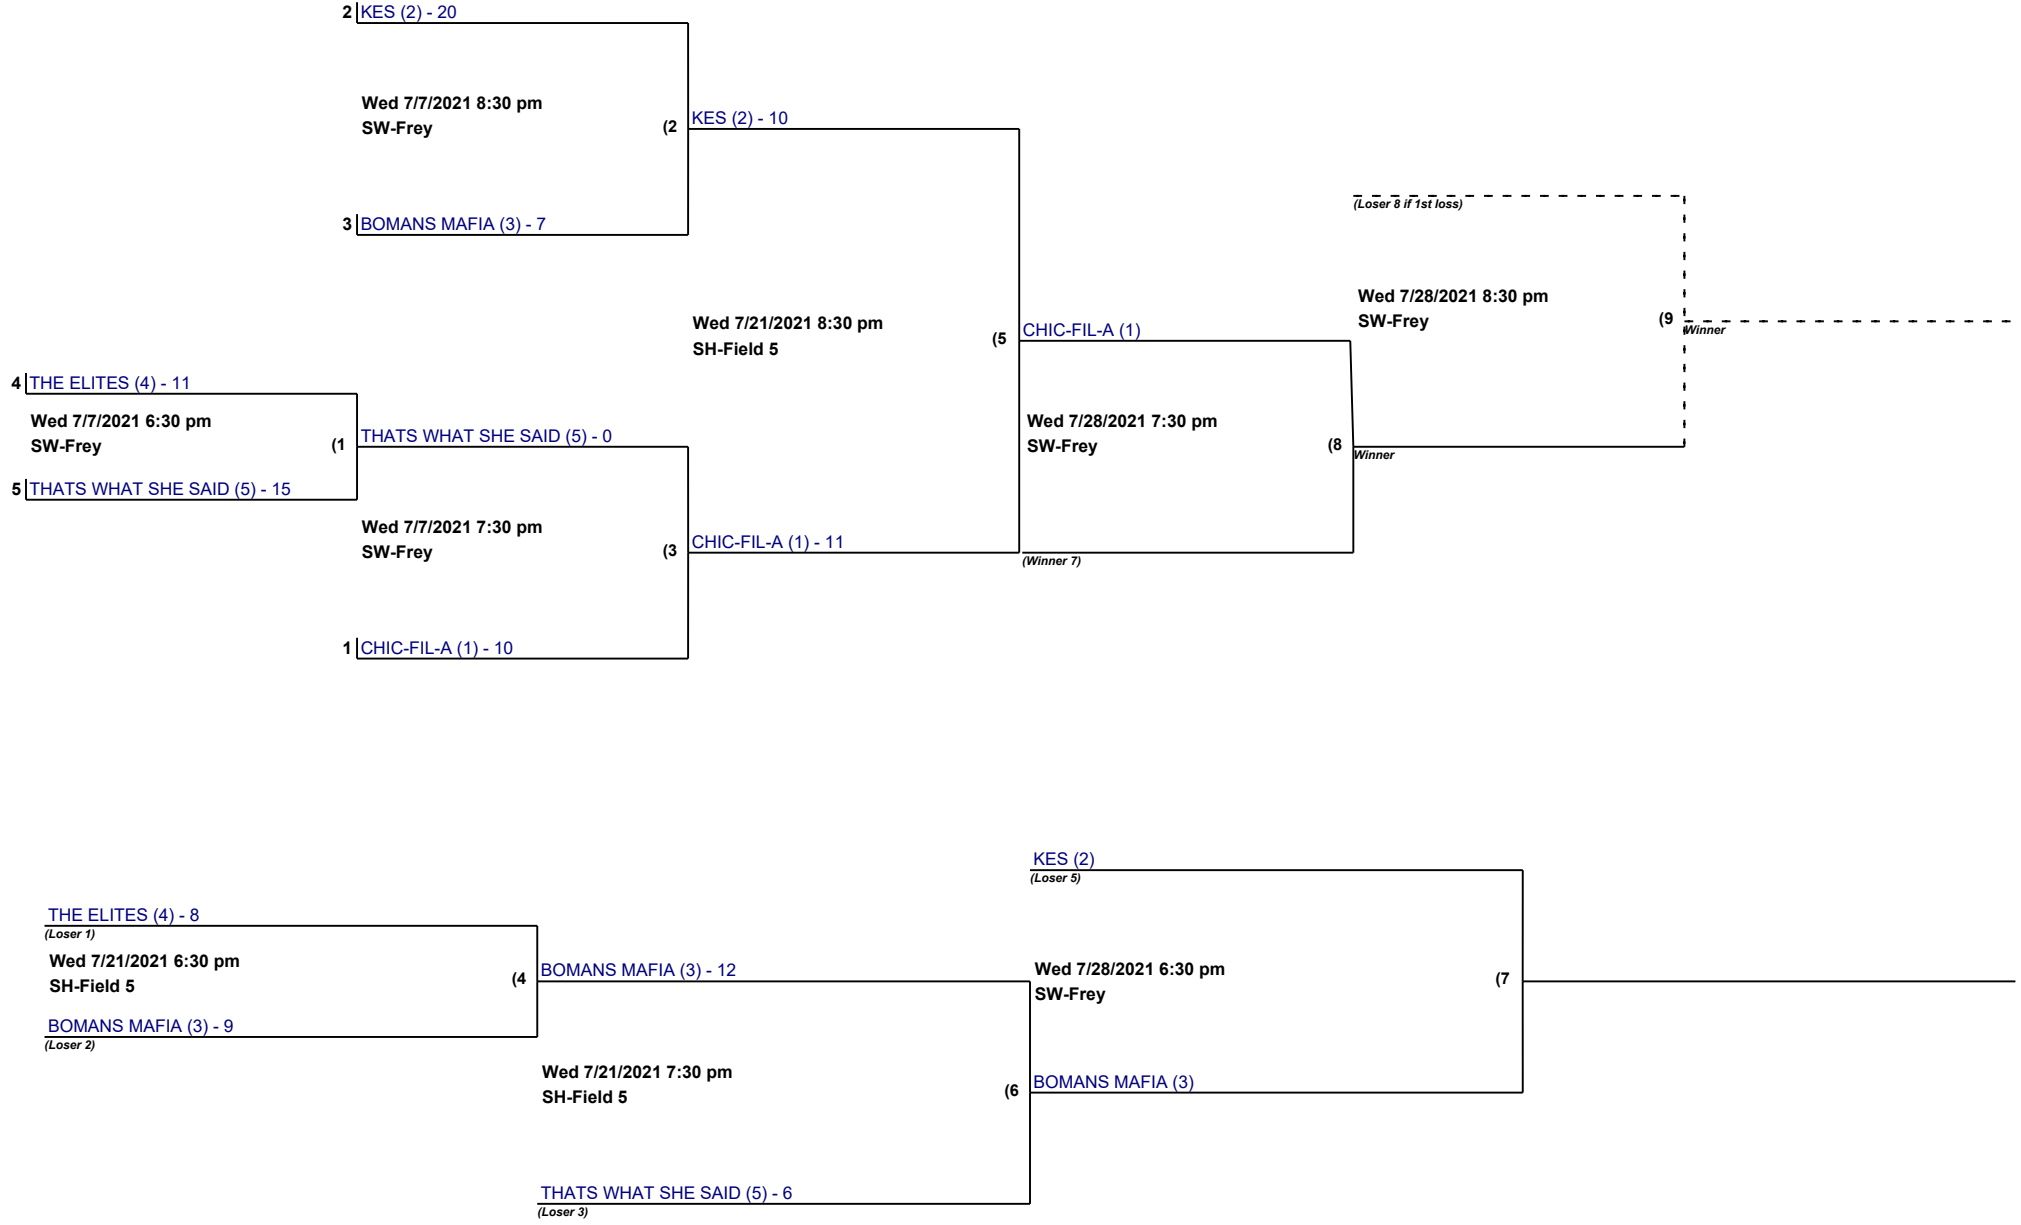 2 KES (2) - 20
Wed 7/7/2021 8:30 pm
SW-Frey
(2
KES (2) - 10
3 BOMANS MAFIA (3) - 7
(Loser 8 if 1st loss)
Wed 7/28/2021 8:30 pm
SW-Frey
(9
Winner
Wed 7/21/2021 8:30 pm
SH-Field 5
(5
CHIC-FIL-A (1)
4 THE ELITES (4) - 11
Wed 7/7/2021 6:30 pm
SW-Frey
(1
THATS WHAT SHE SAID (5) - 0
5 THATS WHAT SHE SAID (5) - 15
Wed 7/28/2021 7:30 pm
SW-Frey
(8
Winner
Wed 7/7/2021 7:30 pm
SW-Frey
(3
CHIC-FIL-A (1) - 11
(Winner 7)
1 CHIC-FIL-A (1) - 10
KES (2)
(Loser 5)
THE ELITES (4) - 8
(Loser 1)
Wed 7/21/2021 6:30 pm
SH-Field 5
(4
BOMANS MAFIA (3) - 12
BOMANS MAFIA (3) - 9
(Loser 2)
Wed 7/28/2021 6:30 pm
SW-Frey
(7
Wed 7/21/2021 7:30 pm
SH-Field 5
(6
BOMANS MAFIA (3)
THATS WHAT SHE SAID (5) - 6
(Loser 3)